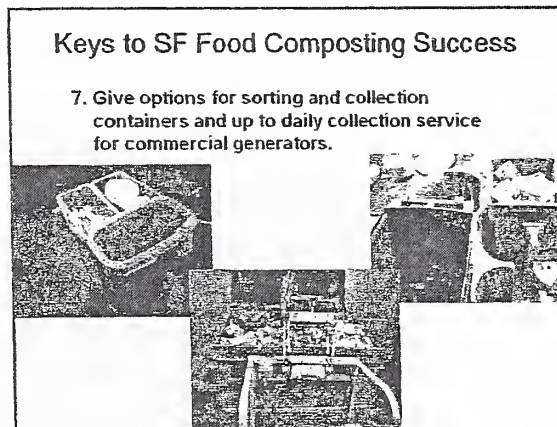 Keys to SF Food Composting Success
7. Give options for sorting and collection
containers and up to daily collection service
for commercial generators.